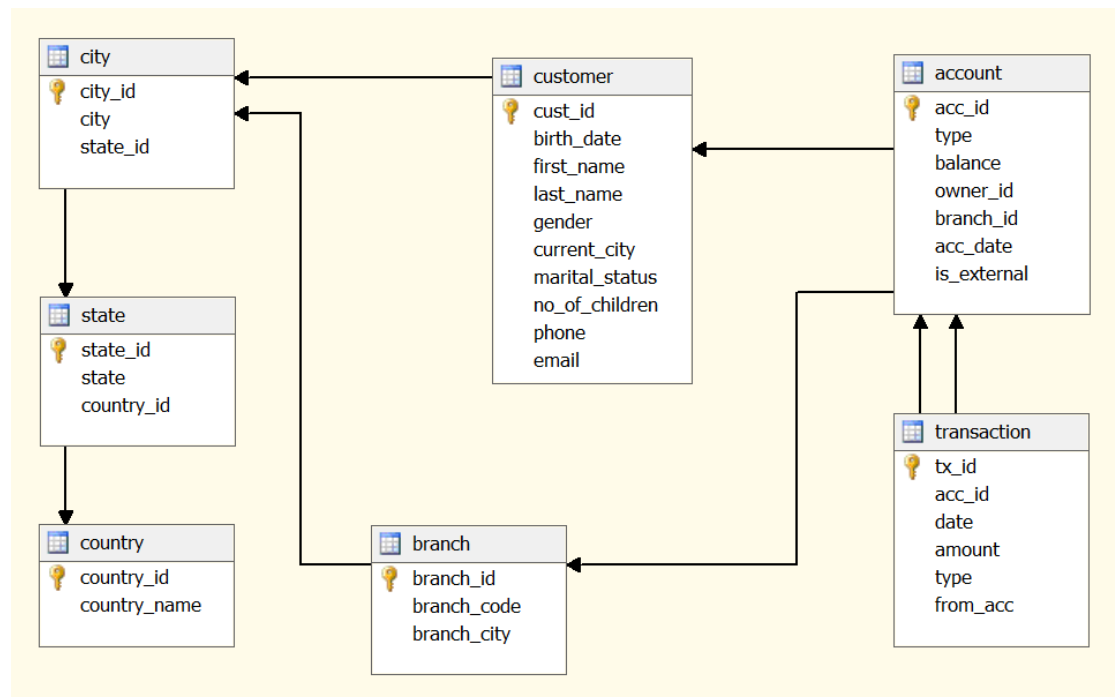 city
city_id
city
state_id
customer
cust_id
birth_date
first_name
last_name
gender
current_city
marital_status
no_of_children
phone
email
account
acc_id
type
balance
owner_id
branch_id
acc_date
is_external
state
state_id
state
country_id
country
country_id
country_name
branch
branch_id
branch_code
branch_city
transaction
tx_id
acc_id
date
amount
type
from_acc